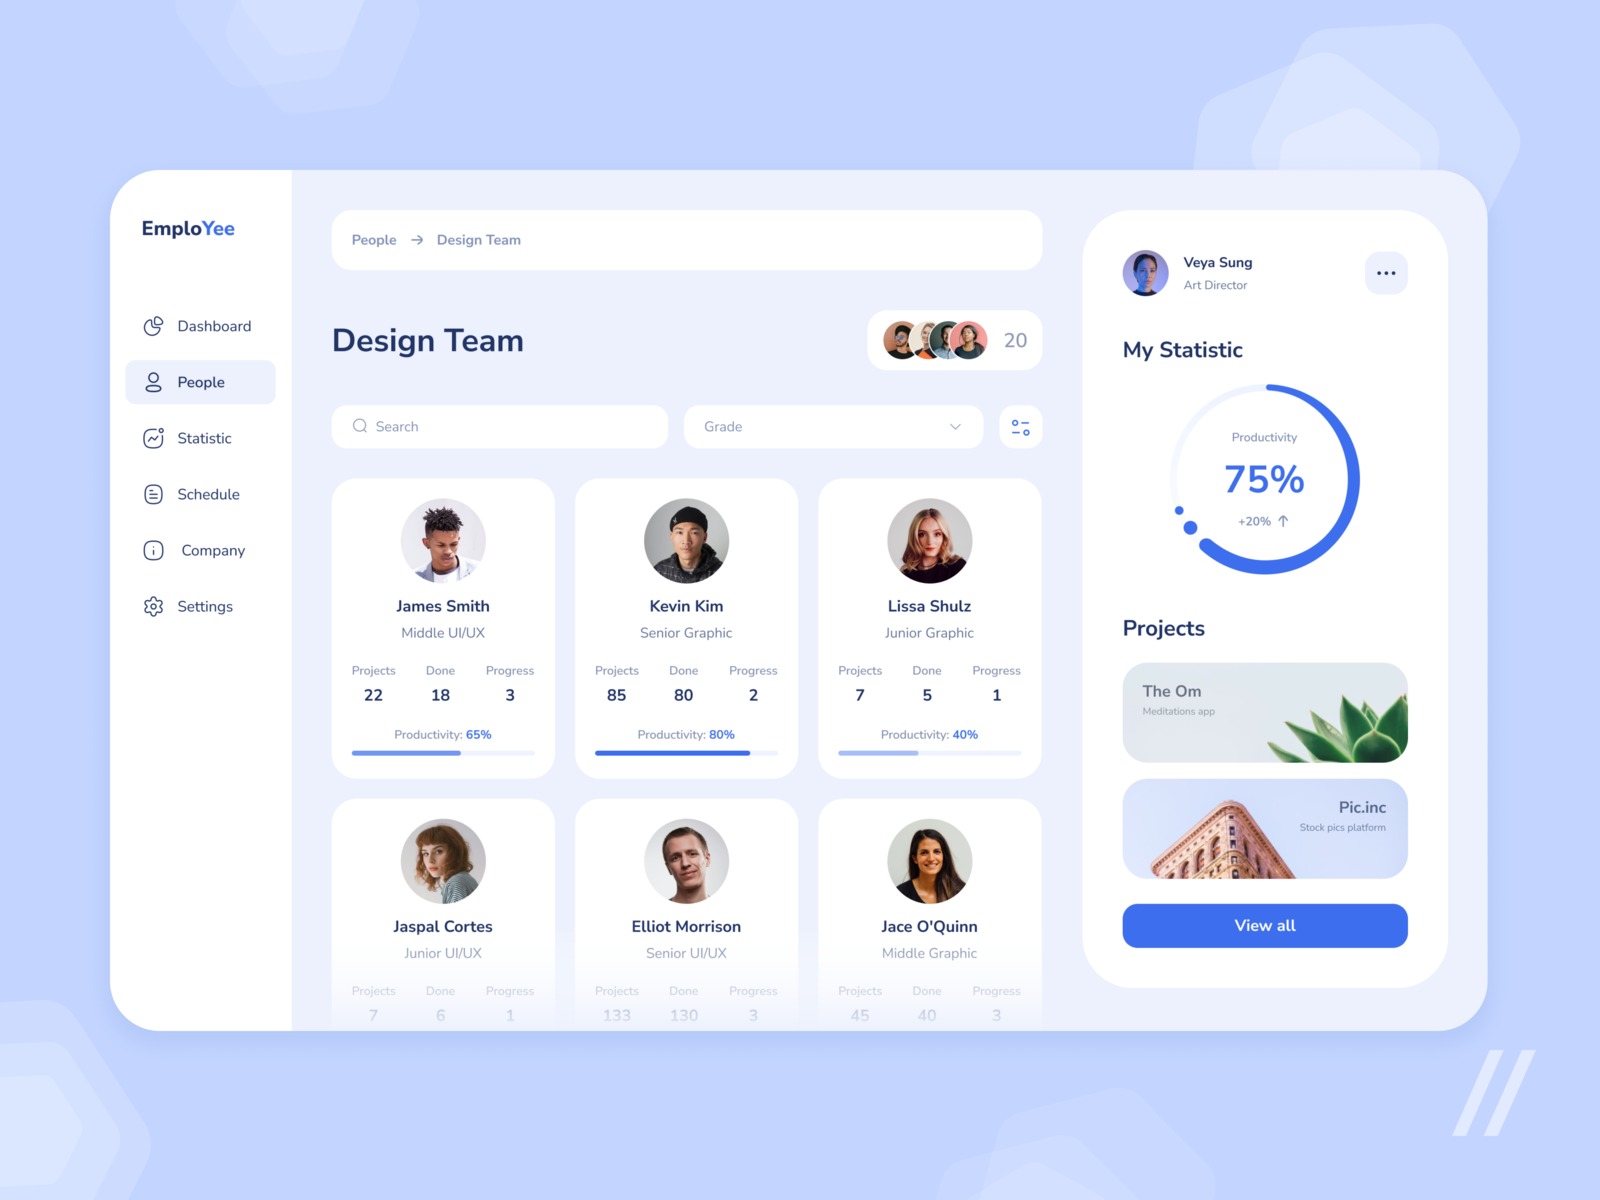 EmploYee
Dashboard
People
Statistic
Schedule
Company
Settings
People → Design Team
Design Team
20
Search
Grade
James Smith
Middle UI/UX
Projects Done Progress
22 18 3
Productivity: 65%
Kevin Kim
Senior Graphic
Projects Done Progress
85 80 2
Productivity: 80%
Lissa Shulz
Junior Graphic
Projects Done Progress
7 5 1
Productivity: 40%
Jaspal Cortes
Junior UI/UX
Projects Done Progress
7 6 1
Elliot Morrison
Senior UI/UX
Projects Done Progress
133 130 3
Jace O'Quinn
Middle Graphic
Projects Done Progress
45 40 3
Veya Sung
Art Director
My Statistic
Productivity
75%
+20% ↑
Projects
The Om
Meditations app
Pic.inc
Stock pics platform
View all